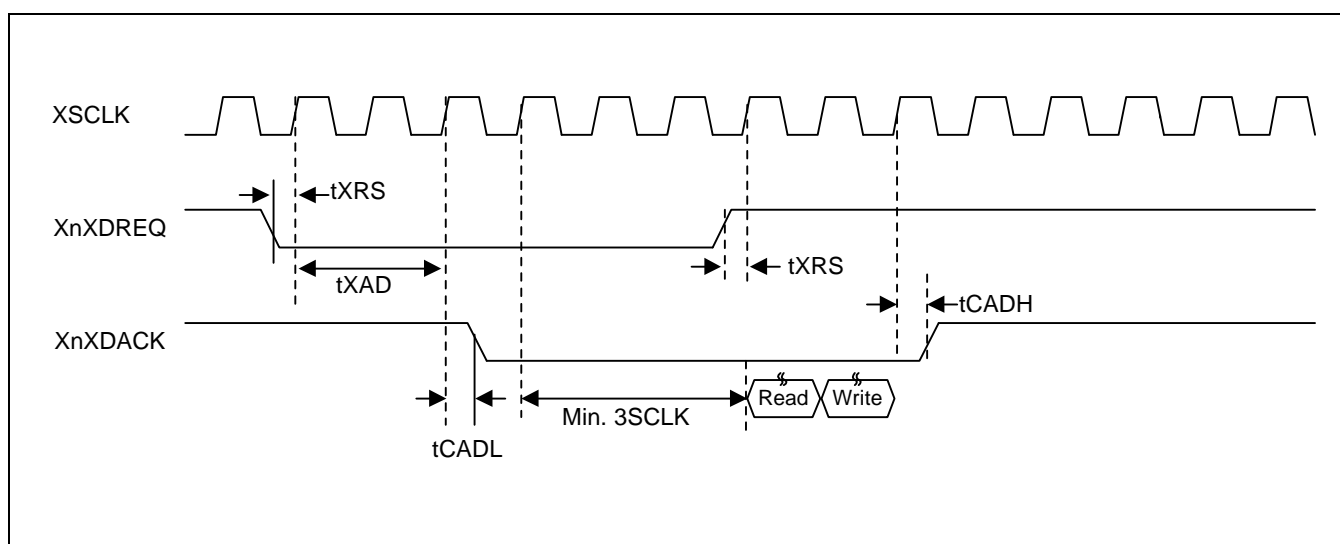 XSCLK
tXRS
XnXDREQ
tXAD
tXRS
tCADH
XnXDACK
Read Write
Min. 3SCLK
tCADL